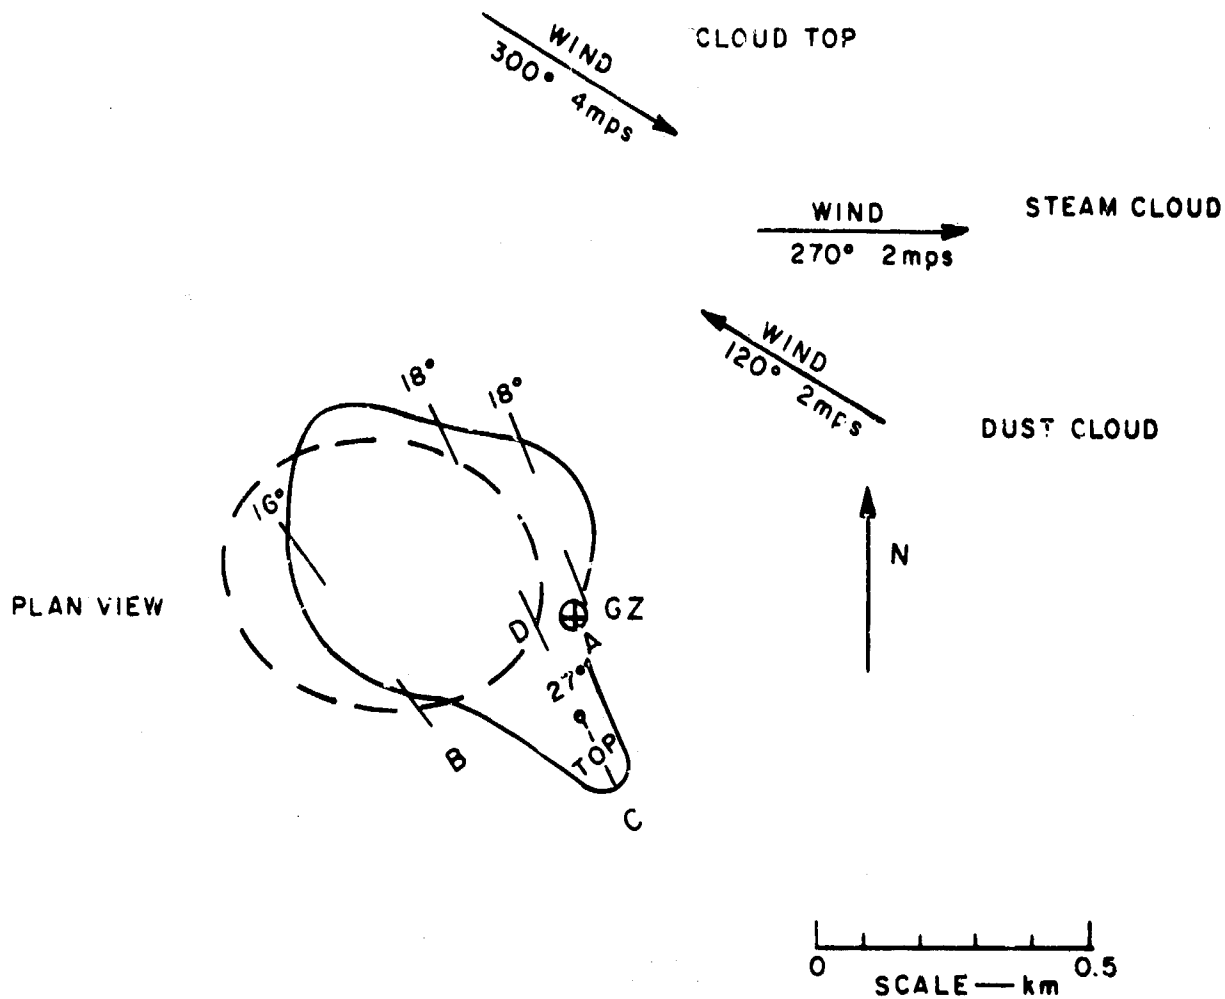 WIND
300° 4mps
CLOUD TOP
WIND
270° 2mps
STEAM CLOUD
WIND
120° 2mps
DUST CLOUD
18°
18°
16°
N
PLAN VIEW
D
GZ
A
27°
TOP
B
C
0 0.5
SCALE — km